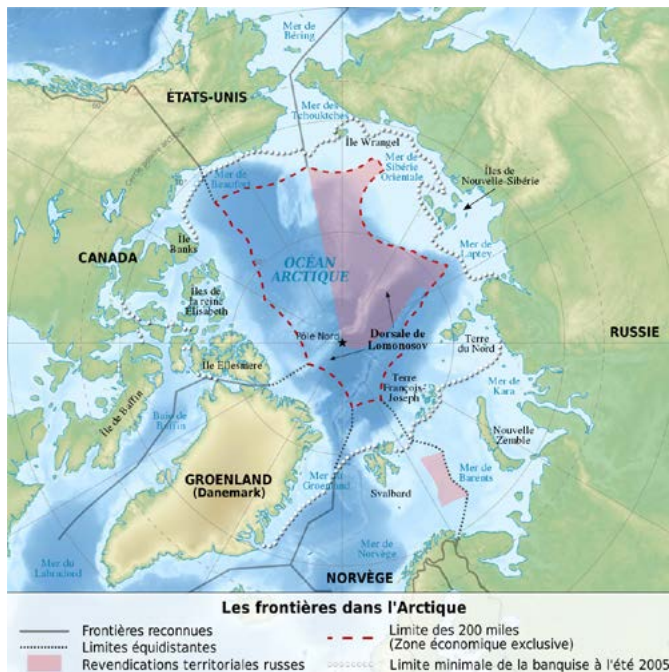 Mer de
Béring
ÉTATS-UNIS
Mer des
Tchouktches
Île Wrangel
Mer de
Sibérie
Orientale
Îles de
Nouvelle-Sibérie
Mer de
Beaufort
70°
80
Mer de
Laptev
CANADA
Île
Banks
OCÉAN
ARCTIQUE
Îles de
la reine
Élisabeth
RUSSIE
Pôle Nord
Dorsale de
Lomonosov
Terre
du Nord
Île Ellesmere
Terre
François-
Joseph
Mer de
Kara
Île de Baffin
Baie de
Baffin
Nouvelle
Zemble
GROENLAND
(Danemark)
Mer du
Groenland
Svalbard
Mer de
Barents
Mer du
Labrador
Mer de
Norvège
NORVÈGE
Les frontières dans l'Arctique
Frontières reconnues
Limites équidistantes
Revendications territoriales russes
Limite des 200 miles
(Zone économique exclusive)
Limite minimale de la banquise à l'été 2005